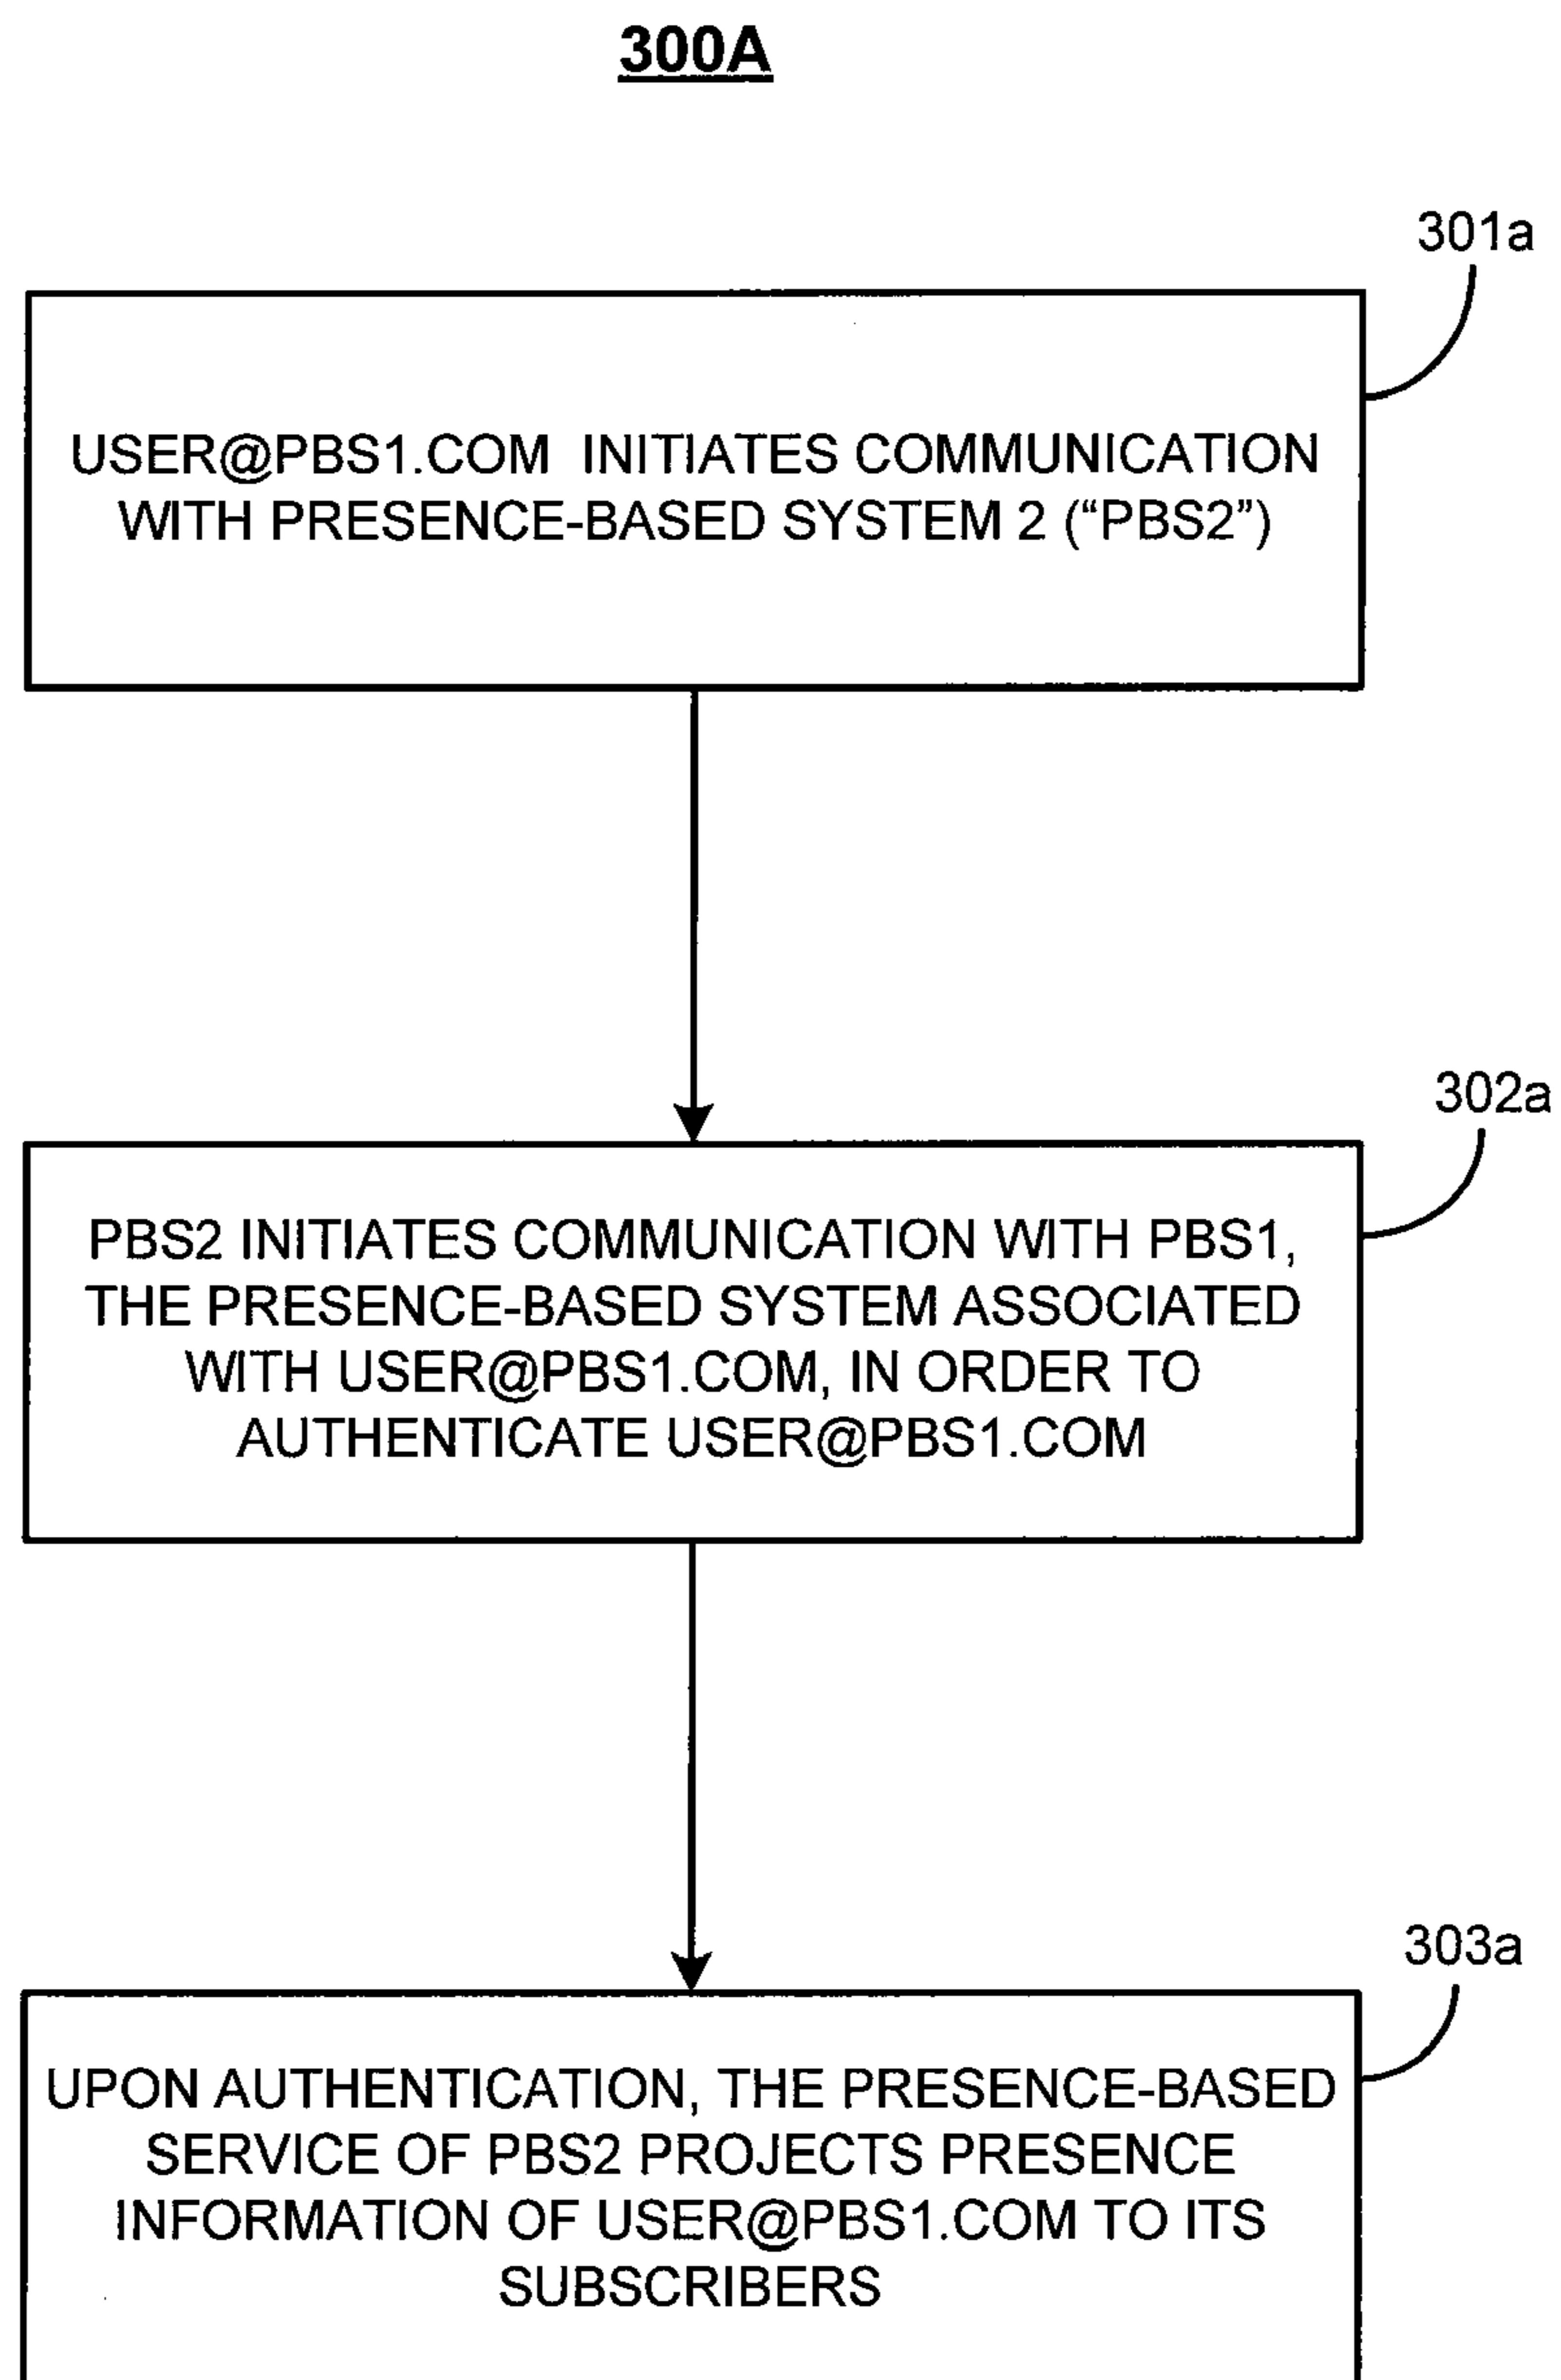 300A
301a
USER@PBS1.COM INITIATES COMMUNICATION
WITH PRESENCE-BASED SYSTEM 2 (“PBS2”)
302a
PBS2 INITIATES COMMUNICATION WITH PBS1,
THE PRESENCE-BASED SYSTEM ASSOCIATED
WITH USER@PBS1.COM, IN ORDER TO
AUTHENTICATE USER@PBS1.COM
303a
UPON AUTHENTICATION, THE PRESENCE-BASED
SERVICE OF PBS2 PROJECTS PRESENCE
INFORMATION OF USER@PBS1.COM TO ITS
SUBSCRIBERS